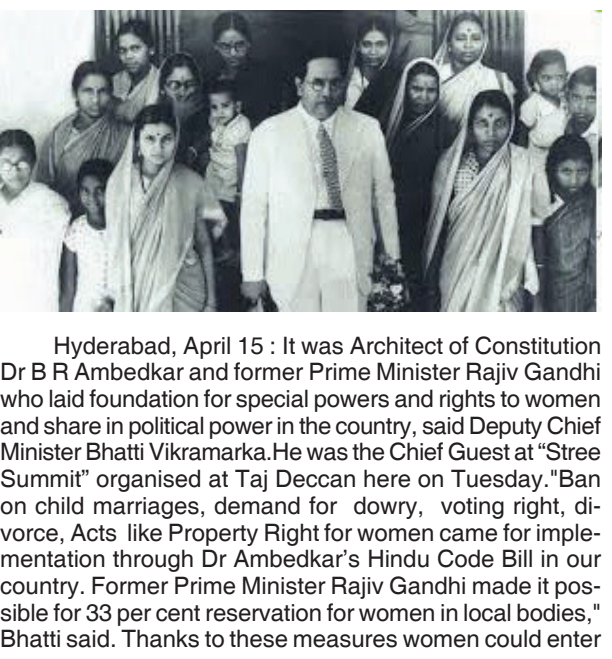 Hyderabad, April 15 : It was Architect of Constitution
Dr B R Ambedkar and former Prime Minister Rajiv Gandhi
who laid foundation for special powers and rights to women
and share in political power in the country, said Deputy Chief
Minister Bhatti Vikramarka.He was the Chief Guest at “Stree
Summit” organised at Taj Deccan here on Tuesday."Ban
on child marriages, demand for dowry, voting right, di-
vorce, Acts like Property Right for women came for imple-
mentation through Dr Ambedkar’s Hindu Code Bill in our
country. Former Prime Minister Rajiv Gandhi made it pos-
sible for 33 per cent reservation for women in local bodies,"
Bhatti said. Thanks to these measures women could enter